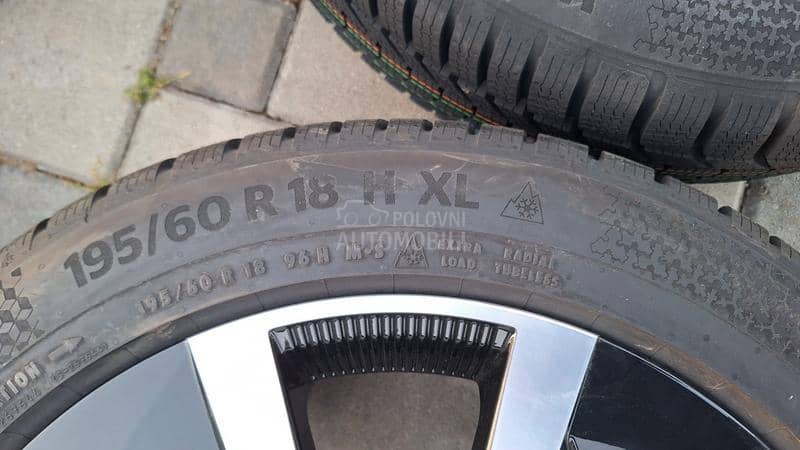 195/60 R 18 H XL
POLOVNI
AUTOMOBILI
195/60 R 18 96 H M+S EXTRA LOAD RADIAL TUBELESS